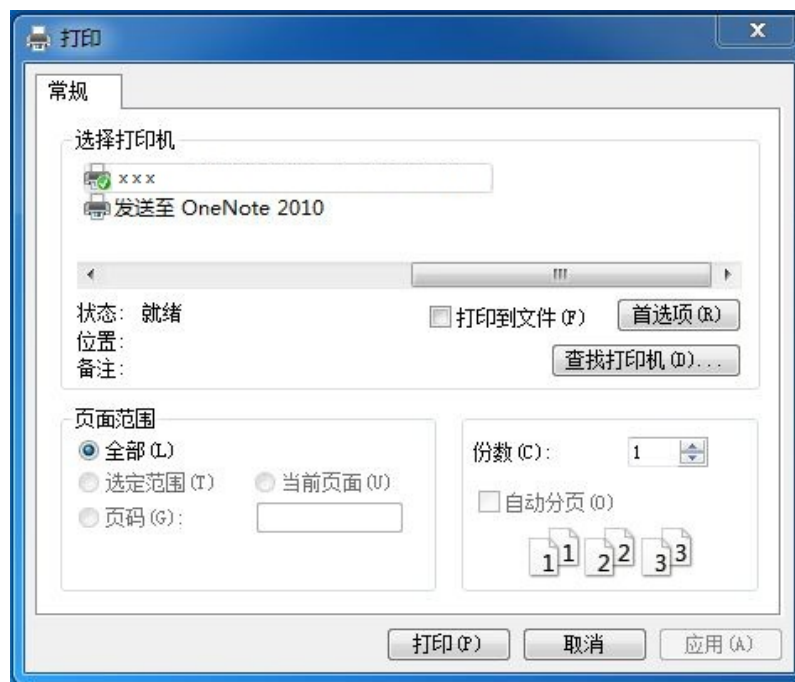 打印
常规
选择打印机
xxx
发送至 OneNote 2010
状态: 就绪
打印到文件(F)
首选项(R)
位置:
备注:
查找打印机(D)...
页面范围
全部(L)
选定范围(T)
当前页面(U)
页码(G):
份数(C): 1
自动分页(O)
1 1 2 2 3 3
打印(P) 取消 应用(A)